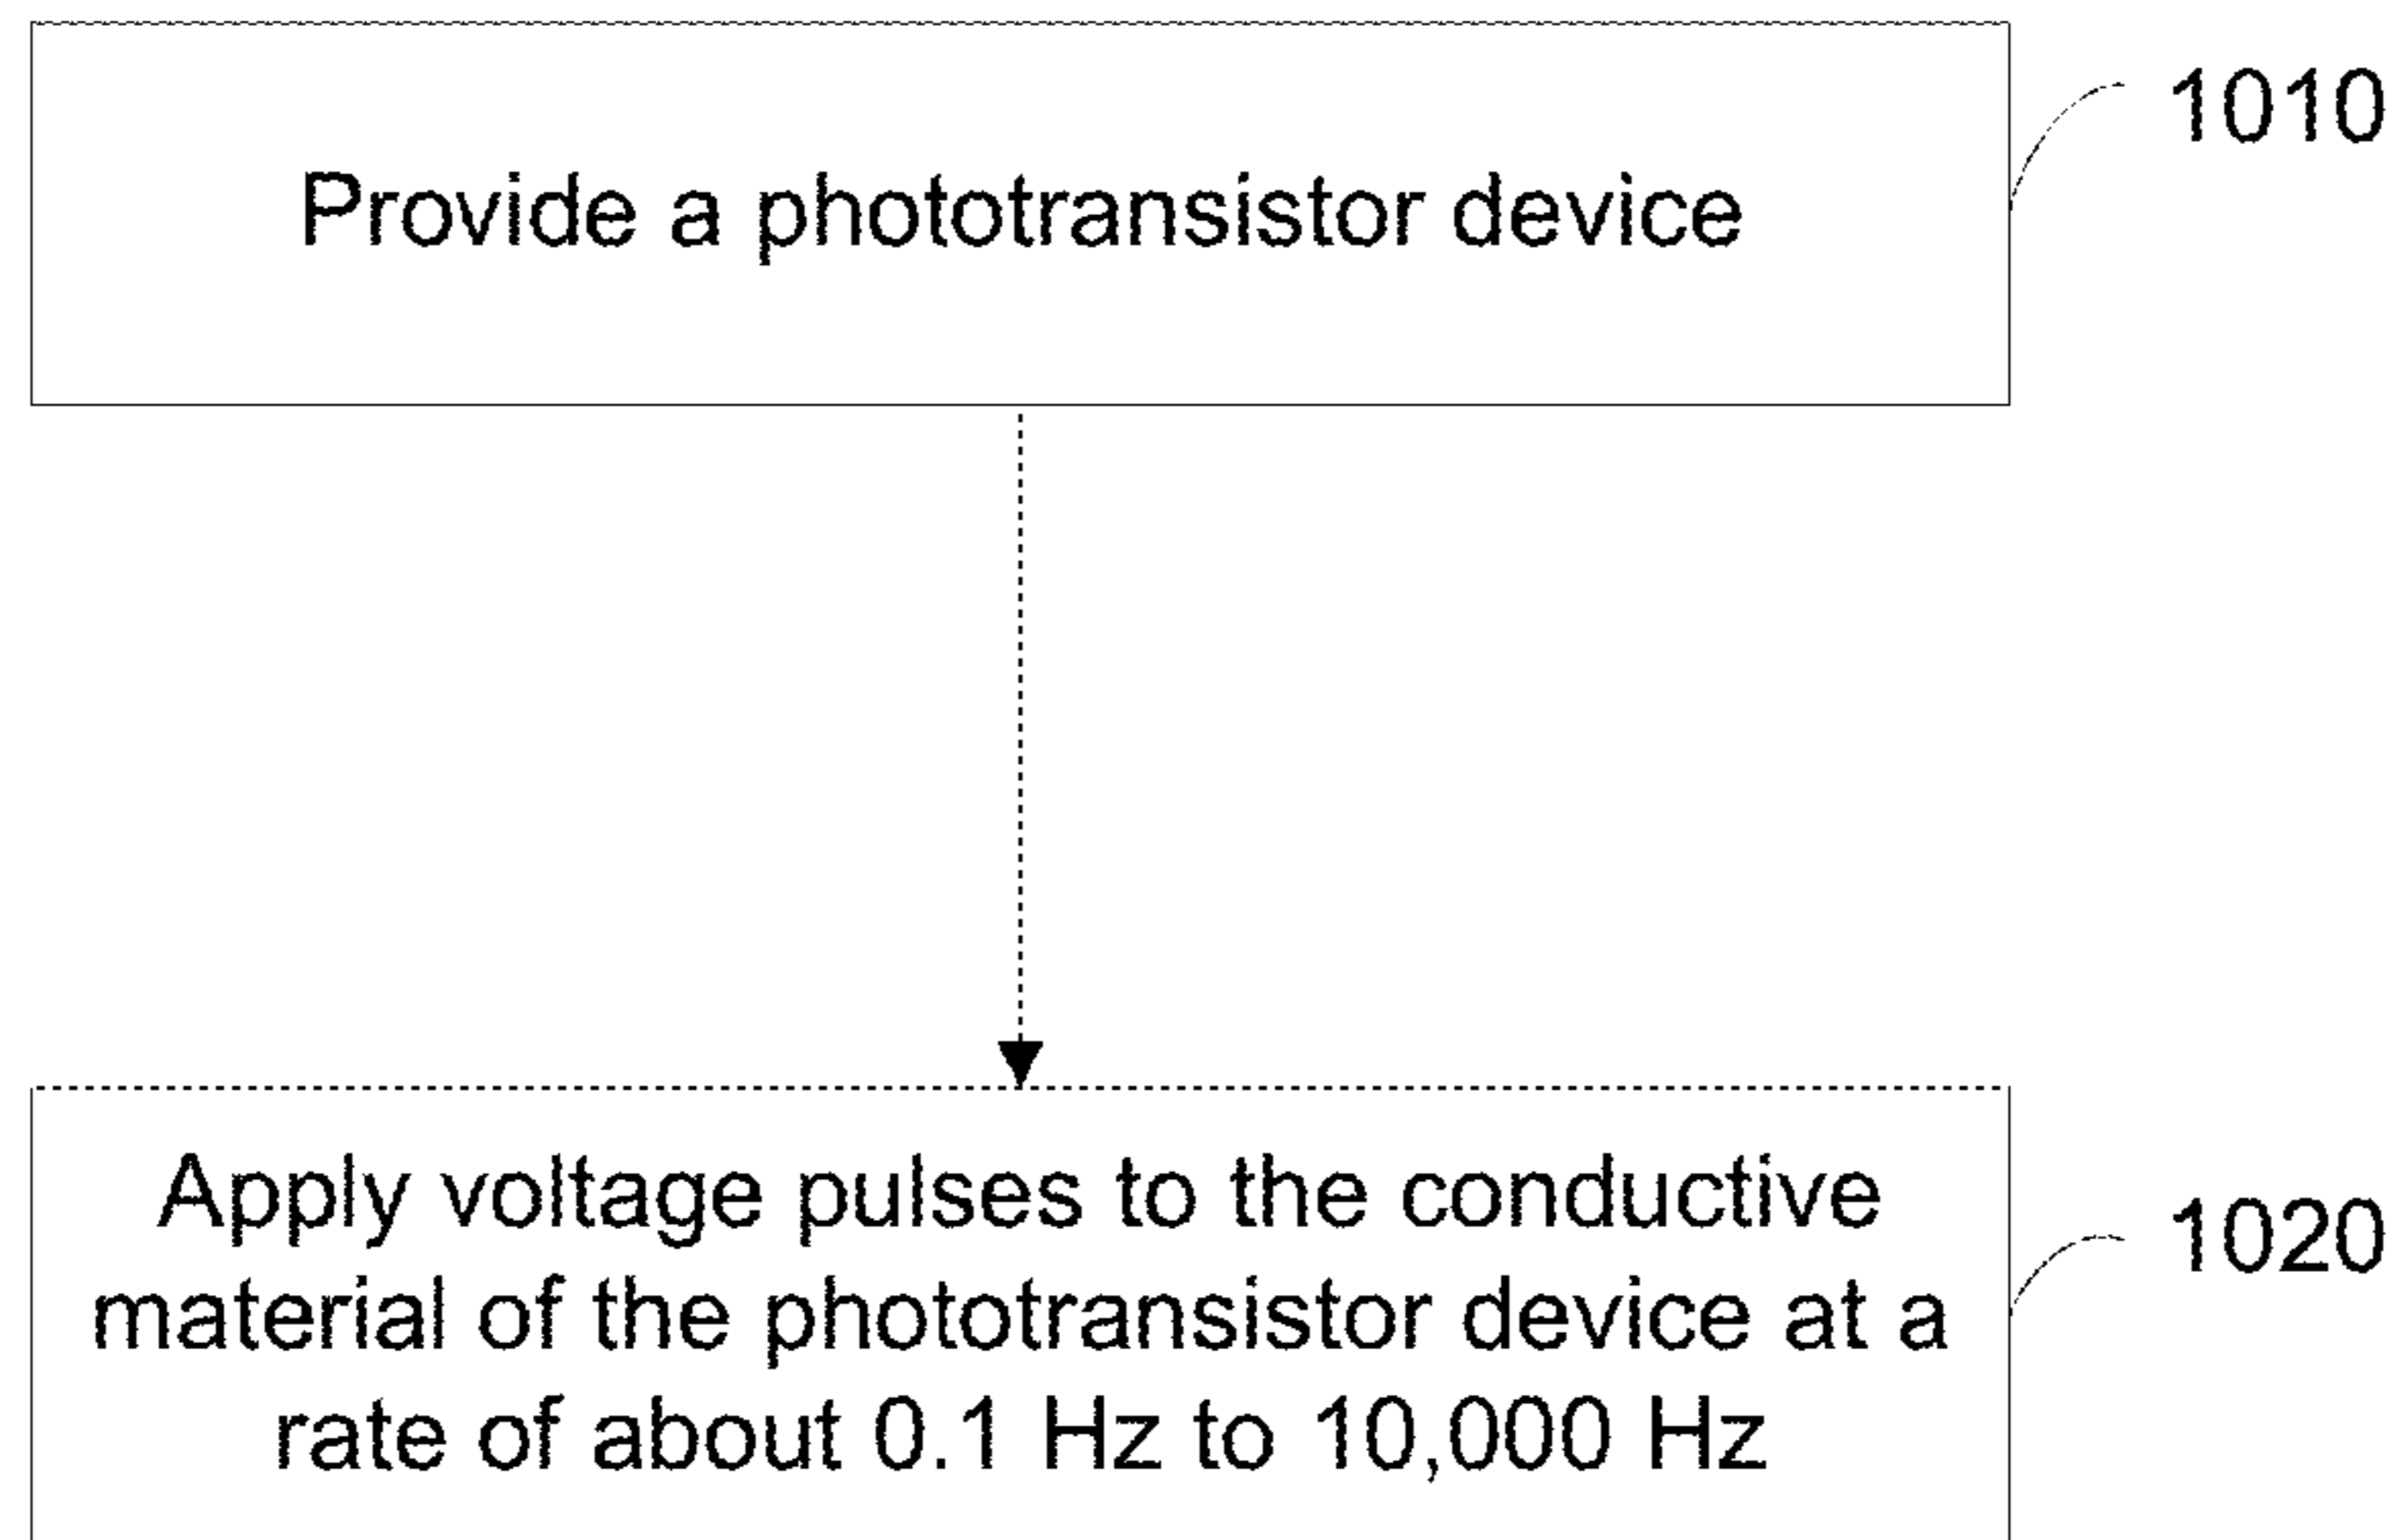 Provide a phototransistor device
1010
Apply voltage pulses to the conductive
material of the phototransistor device at a
rate of about 0.1 Hz to 10,000 Hz
1020